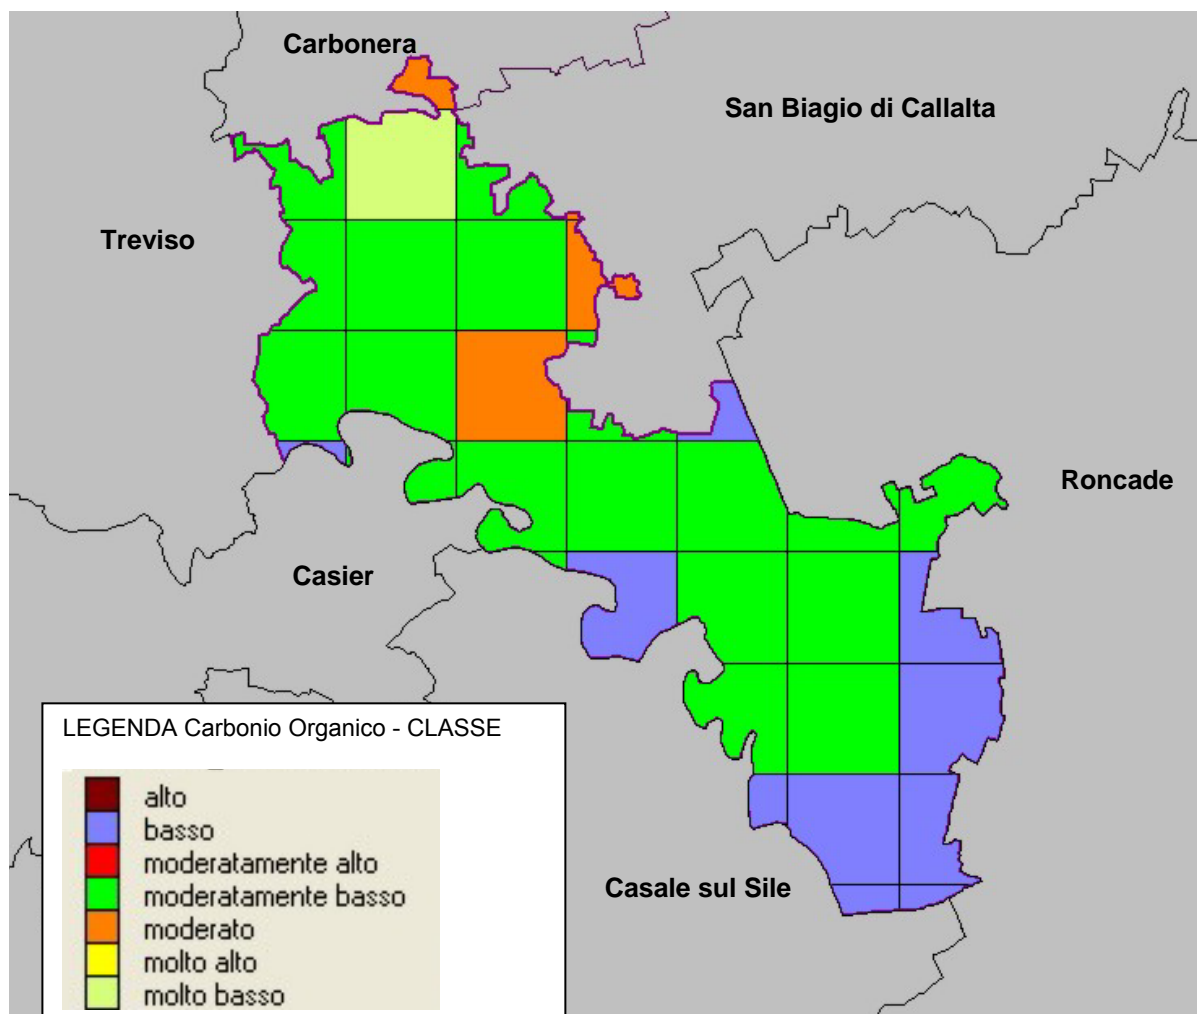 Carbonera
San Biagio di Callalta
Treviso
Roncade
Casier
Casale sul Sile
LEGENDA Carbonio Organico - CLASSE
alto
basso
moderatamente alto
moderatamente basso
moderato
molto alto
molto basso